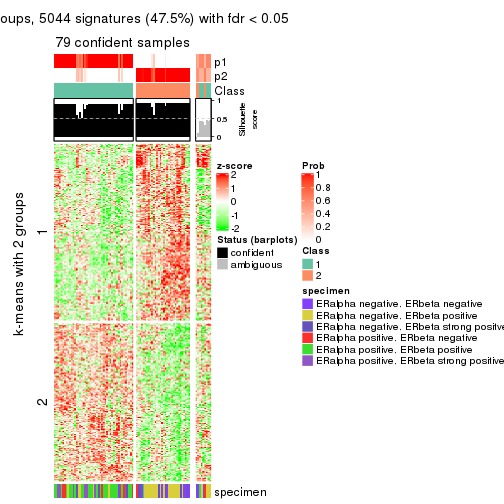 oups, 5044 signatures (47.5%) with fdr < 0.05
79 confident samples
p1
p2
Class
1
0.5
0
Silhouette
score
k-means with 2 groups
1
2
z-score
2
1
0
-1
-2
Status (barplots)
confident
ambiguous
Prob
1
0.8
0.6
0.4
0.2
0
Class
1
2
specimen
ERalpha negative. ERbeta negative
ERalpha negative. ERbeta positive
ERalpha negative. ERbeta strong positive
ERalpha positive. ERbeta negative
ERalpha positive. ERbeta positive
ERalpha positive. ERbeta strong positive
specimen